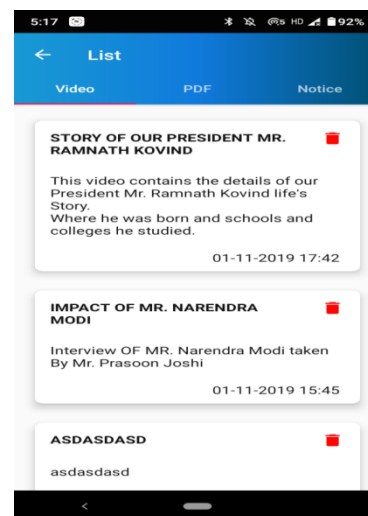 5:17 HD 92%
List
Video PDF Notice
STORY OF OUR PRESIDENT MR.
RAMNATH KOVIND
This video contains the details of our
President Mr. Ramnath Kovind life's
Story.
Where he was born and schools and
colleges he studied.
01-11-2019 17:42
IMPACT OF MR. NARENDRA
MODI
Interview OF MR. Narendra Modi taken
By Mr. Prasoon Joshi
01-11-2019 15:45
ASDASDASD
asdasdasd